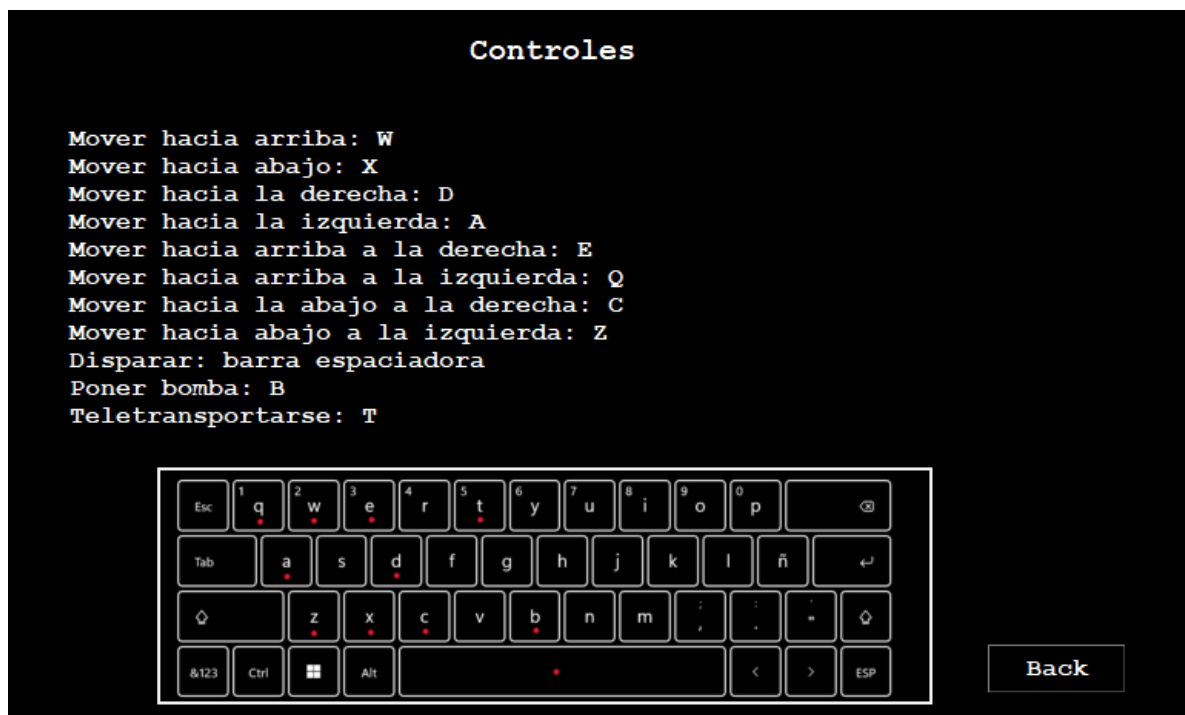 Controles
Mover hacia arriba: W
Mover hacia abajo: X
Mover hacia la derecha: D
Mover hacia la izquierda: A
Mover hacia arriba a la derecha: E
Mover hacia arriba a la izquierda: Q
Mover hacia la abajo a la derecha: C
Mover hacia abajo a la izquierda: Z
Disparar: barra espaciadora
Poner bomba: B
Teletransportarse: T
Esc 1 q 2 w 3 e 4 r 5 t 6 y 7 u 8 i 9 o 0 p
Tab a s d f g h j k l ñ
z x c v b n m ; , : . ' "
&123 Ctrl Alt < > ESP
Back